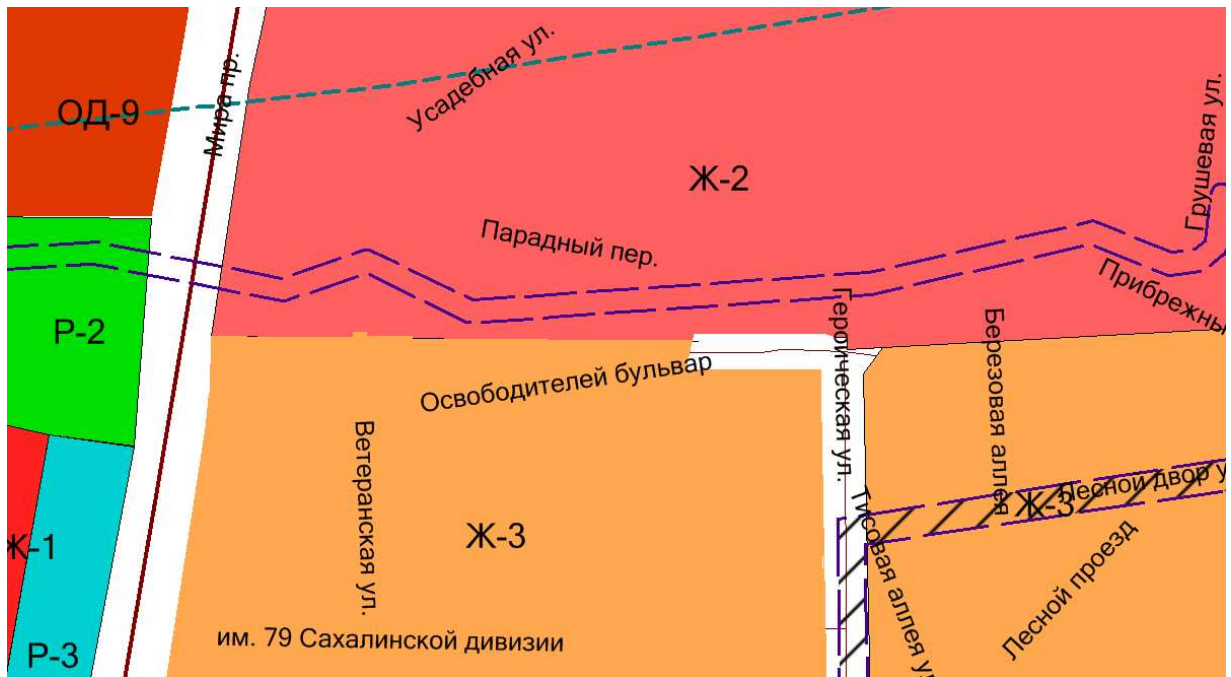 Усадебная ул.
Мира пр.
ОД-9
Грушевая ул.
Ж-2
Парадный пер.
Прибрежны
Р-2
Героическая ул.
Березовая аллея
Освободителей бульвар
Ветеранская ул.
Лесной двор у
Ж-3
Ж-3
Тисовая аллея ул
Ж-1
Лесной проезд
им. 79 Сахалинской дивизии
Р-3